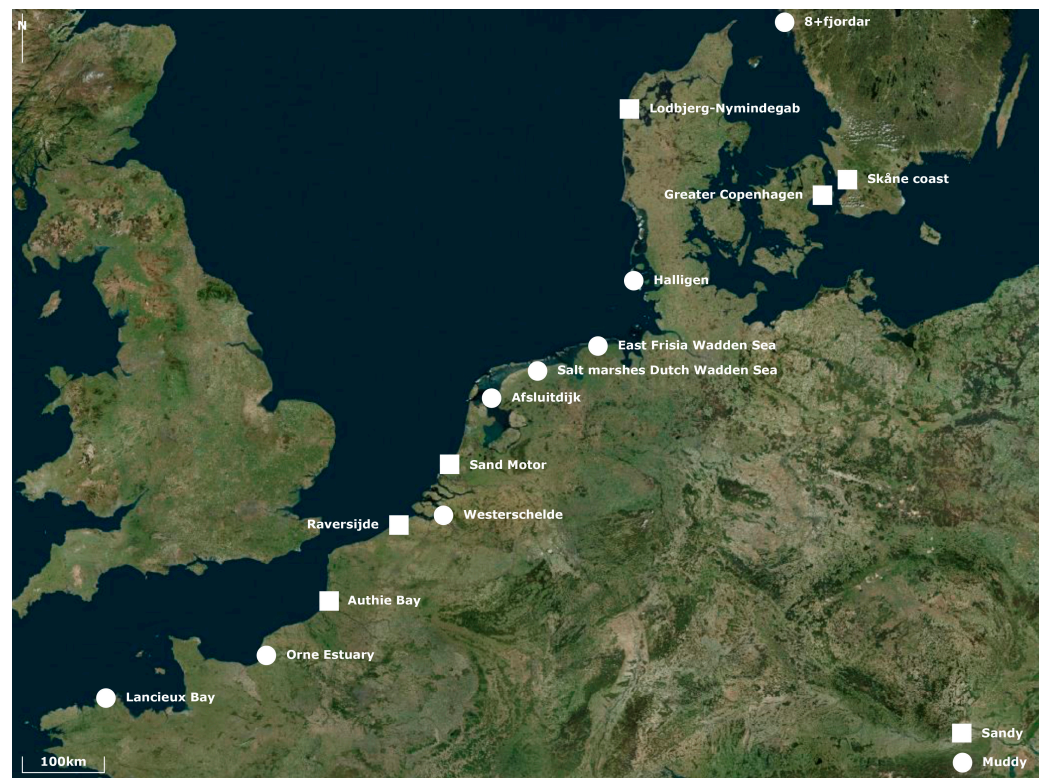 N
8+fjordar
Lodbjerg-Nymindegab
Skåne coast
Greater Copenhagen
Halligen
East Frisia Wadden Sea
Salt marshes Dutch Wadden Sea
Afsluitdijk
Sand Motor
Westerschelde
Raversijde
Authie Bay
Orne Estuary
Lancieux Bay
Sandy
Muddy
100km